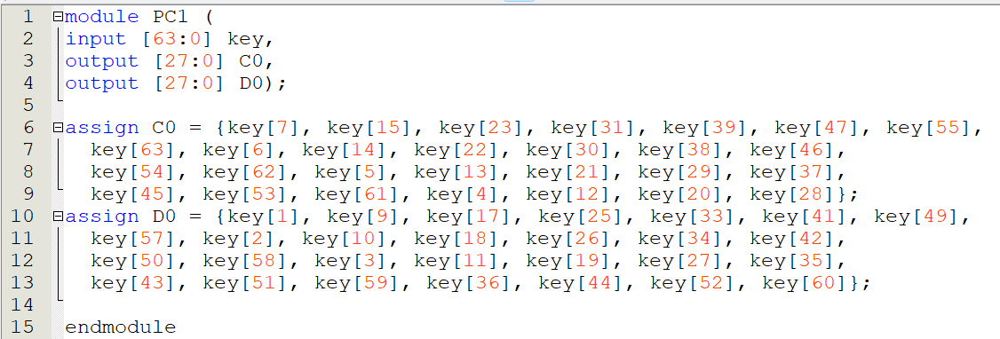 1 module PC1 (
2 input [63:0] key,
3 output [27:0] C0,
4 output [27:0] D0);
5
6 assign C0 = {key[7], key[15], key[23], key[31], key[39], key[47], key[55],
7 key[63], key[6], key[14], key[22], key[30], key[38], key[46],
8 key[54], key[62], key[5], key[13], key[21], key[29], key[37],
9 key[45], key[53], key[61], key[4], key[12], key[20], key[28]};
10 assign D0 = {key[1], key[9], key[17], key[25], key[33], key[41], key[49],
11 key[57], key[2], key[10], key[18], key[26], key[34], key[42],
12 key[50], key[58], key[3], key[11], key[19], key[27], key[35],
13 key[43], key[51], key[59], key[36], key[44], key[52], key[60]};
14
15 endmodule